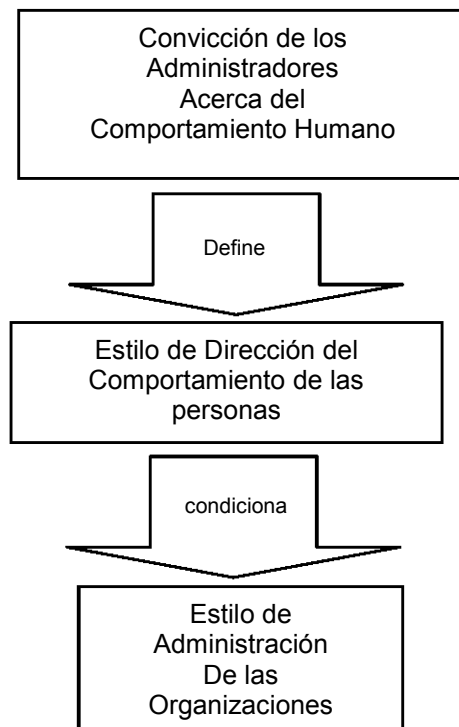 Convicción de los
Administradores
Acerca del
Comportamiento Humano
Define
Estilo de Dirección del
Comportamiento de las
personas
condiciona
Estilo de
Administración
De las
Organizaciones